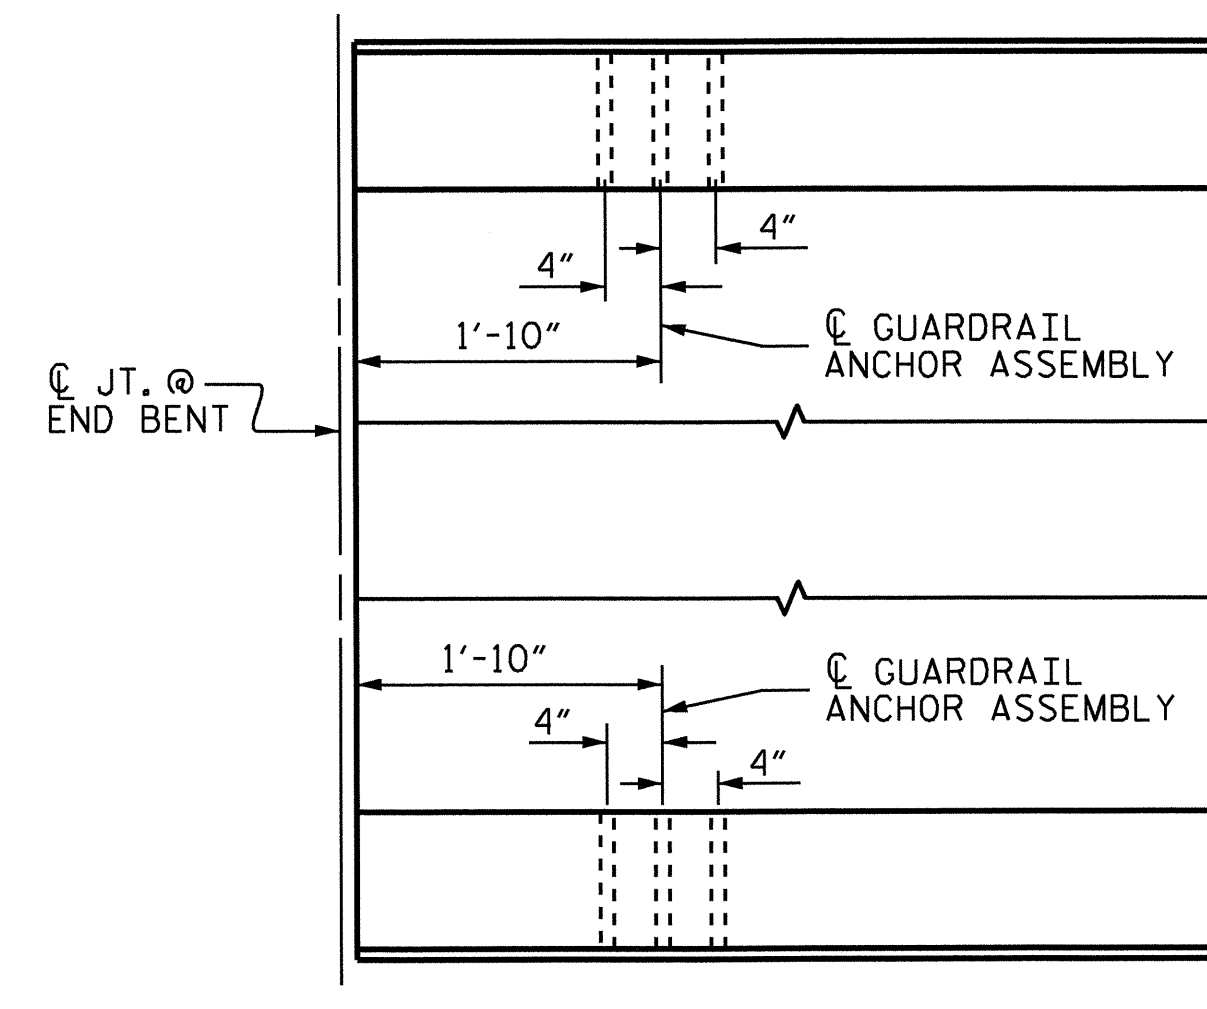 4"
4"
1'-10"
℄ GUARDRAIL
ANCHOR ASSEMBLY
℄ JT. @
END BENT
1'-10"
℄ GUARDRAIL
ANCHOR ASSEMBLY
4"
4"